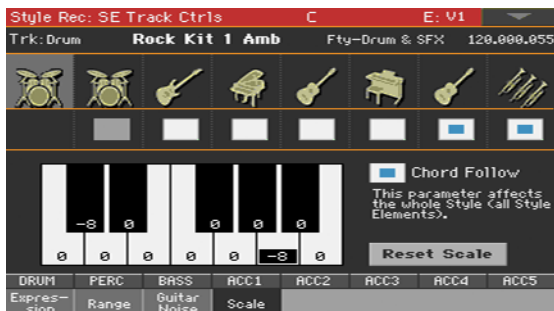 Style Rec: SE Track Ctrls C E: V1
Trk:Drum Rock Kit 1 Amb Fty-Drum & SFX 120.000.055
Chord Follow
This parameter affects
the whole Style (all Style
Elements).
-8 0 0 0 0
0 0 0 0 0 -8 0
Reset Scale
DRUM PERC BASS ACC1 ACC2 ACC3 ACC4 ACC5
Expres-
sion Range Guitar
Noise Scale